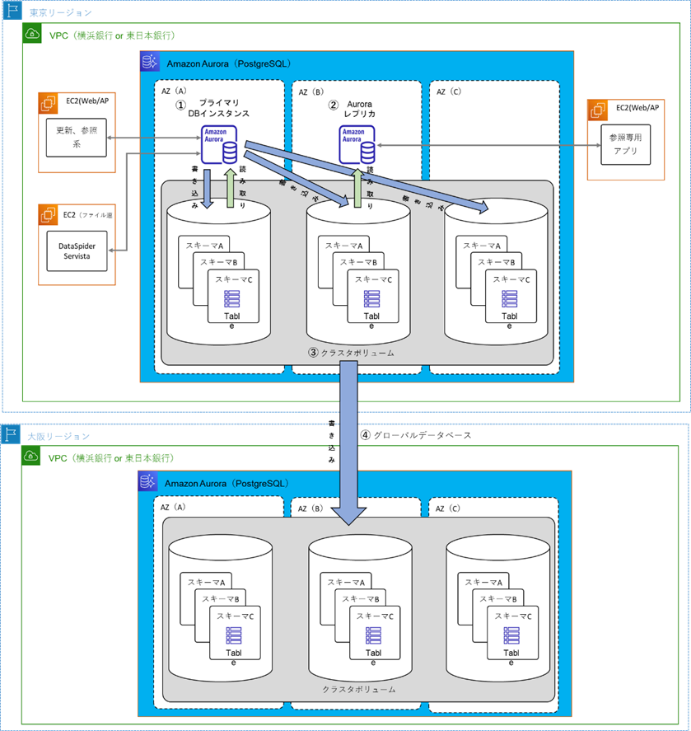 東京リージョン
VPC（横浜銀行 or 東日本銀行）
Amazon Aurora（PostgreSQL）
AZ（A）
AZ（B）
AZ（C）
① プライマリ
DBインスタンス
② Aurora
レプリカ
EC2(Web/AP
更新、参照
系
EC2(Web/AP
参照専用
アプリ
Amazon
Aurora
Amazon
Aurora
書き込み
読み取り
書き込み
読み取り
書き込み
EC2（ファイル連
DataSpider
Servista
スキーマA
スキーマB
スキーマC
Tabl
e
スキーマA
スキーマB
スキーマC
Tabl
e
スキーマA
スキーマB
スキーマC
Tabl
e
③ クラスタボリューム
書き込み
④ グローバルデータベース
大阪リージョン
VPC（横浜銀行 or 東日本銀行）
Amazon Aurora（PostgreSQL）
AZ（A）
AZ（B）
AZ（C）
スキーマA
スキーマB
スキーマC
Tabl
e
スキーマA
スキーマB
スキーマC
Tabl
e
スキーマA
スキーマB
スキーマC
Tabl
e
クラスタボリューム